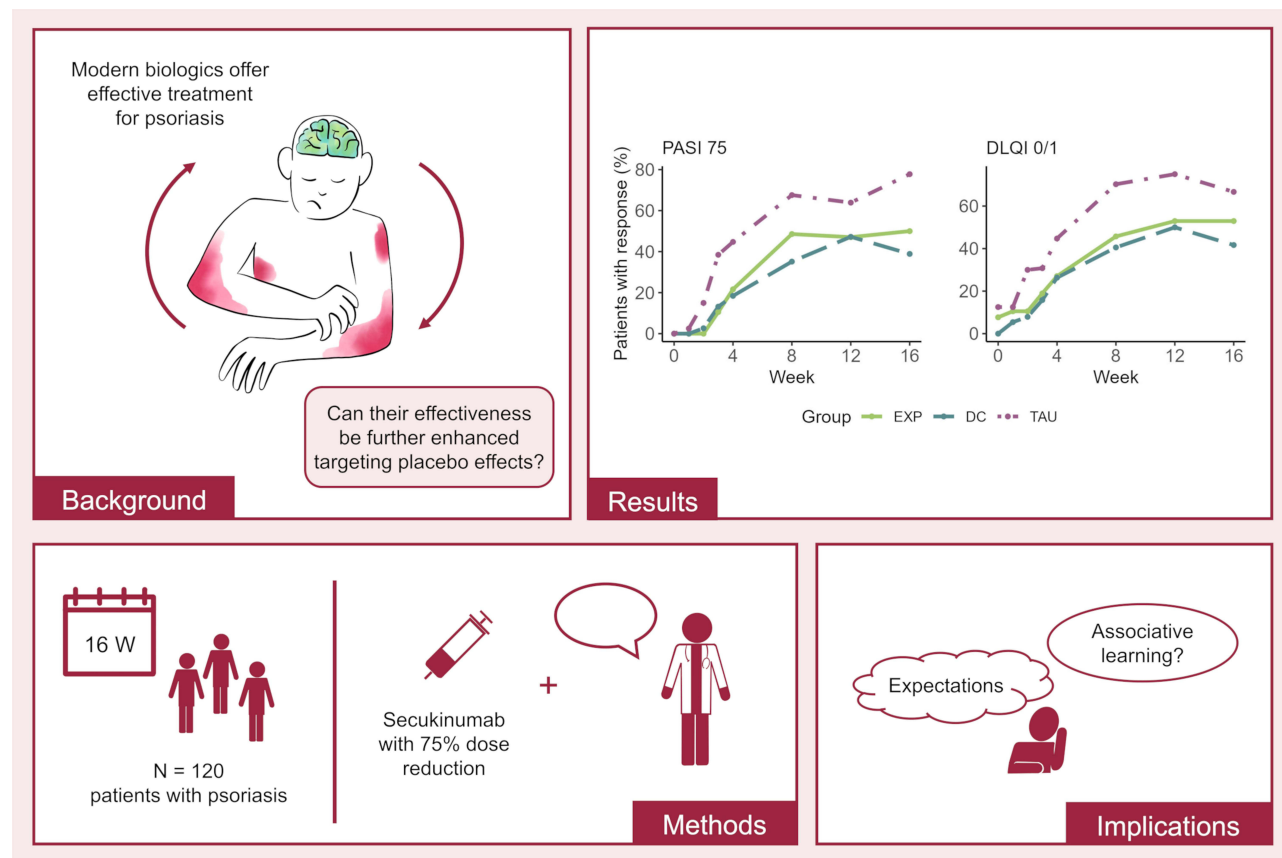 Modern biologics offer
effective treatment
for psoriasis
Can their effectiveness
be further enhanced
targeting placebo effects?
Background
PASI 75
Patients with response (%)
80
60
40
20
0
0 4 8 12 16
Week
DLQI 0/1
60
40
20
0
0 4 8 12 16
Week
Group EXP DC TAU
Results
16 W
N = 120
patients with psoriasis
Secukinumab
with 75% dose
reduction
+
Methods
Expectations
Associative
learning?
Implications